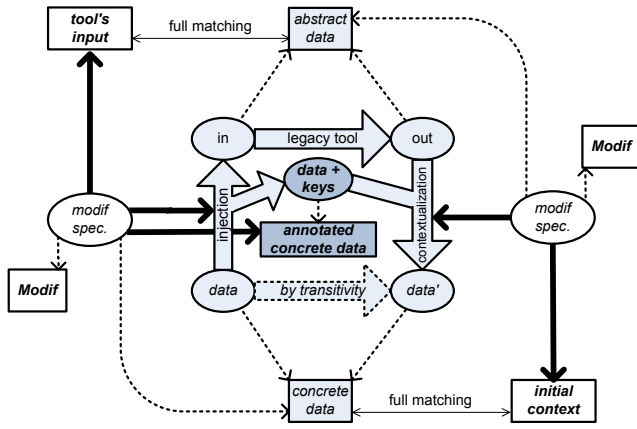 tool's
input
full matching
abstract
data
in
legacy tool
out
Modif
data +
keys
modif
spec.
injection
annotated
concrete data
contextualization
modif
spec.
Modif
data
by transitivity
data'
concrete
data
full matching
initial
context